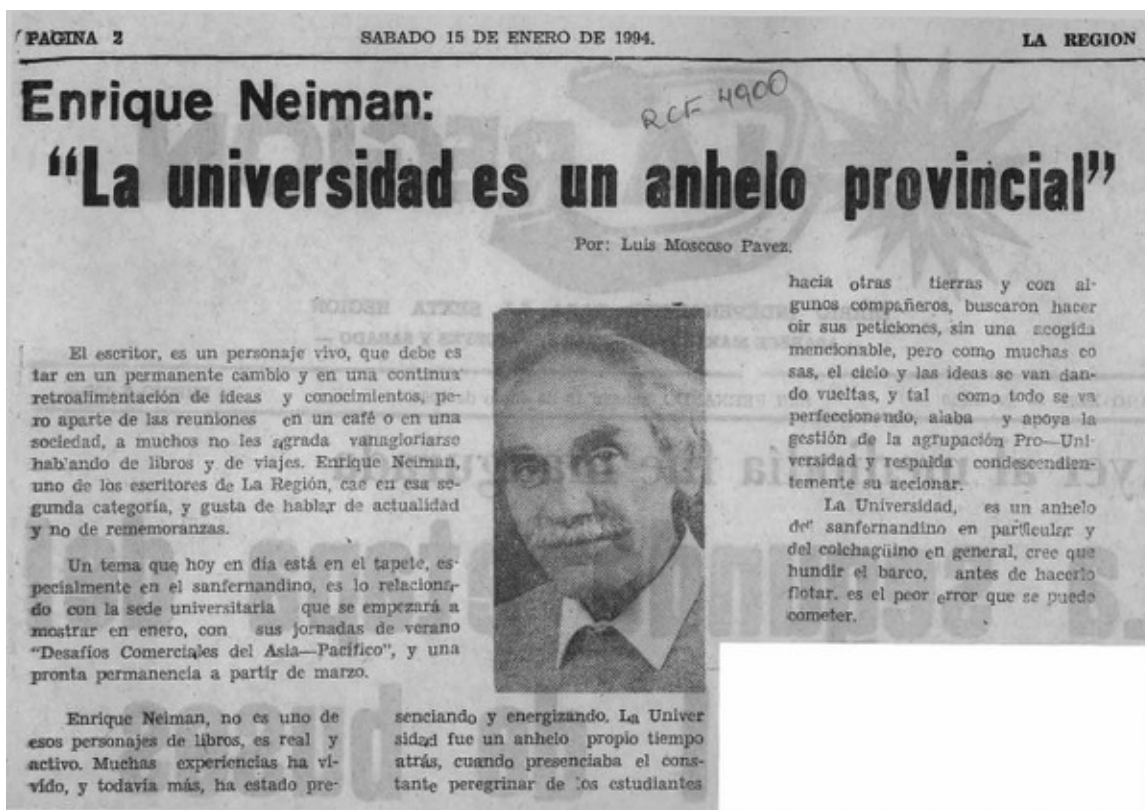 PAGINA 2
SABADO 15 DE ENERO DE 1994.
LA REGION
Enrique Neiman:
RCF 4900
“La universidad es un anhelo provincial”
Por: Luis Moscoso Pavez.
El escritor, es un personaje vivo, que debe es
tar en un permanente cambio y en una continua
retroalimentación de ideas y conocimientos, pe-
ro aparte de las reuniones en un café o en una
sociedad, a muchos no les agrada vanagloriarse
hab'ando de libros y de viajes. Enrique Neiman,
uno de los escritores de La Región, cae en esa se-
gunda categoría, y gusta de hablar de actualidad
y no de rememoranzas.
Un tema que hoy en día está en el tapete, es-
pecialmente en el sanfernandino, es lo relaciona-
do con la sede universitaria que se empezará a
mostrar en enero, con sus jornadas de verano
“Desafíos Comerciales del Asia—Pacífico”, y una
pronta permanencia a partir de marzo.
Enrique Neiman, no es uno de
esos personajes de libros, es real y
activo. Muchas experiencias ha vi-
vido, y todavía más, ha estado pre-
senciando y energizando. La Univer
sidad fue un anhelo propio tiempo
atrás, cuando presenciaba el cons-
tante peregrinar de los estudiantes
hacia otras tierras y con al-
gunos compañeros, buscaron hacer
oir sus peticiones, sin una acogida
mencionable, pero como muchas co
sas, el cielo y las ideas se van dan-
do vueltas, y tal como todo se va
perfeccionando, alaba y apoya la
gestión de la agrupación Pro—Uni-
versidad y respalda condescendien-
temente su accionar.
La Universidad, es un anhelo
de' sanfernandino en particular y
del colchagüino en general, cree que
hundir el barco, antes de hacerlo
flotar, es el peor error que se puede
cometer.